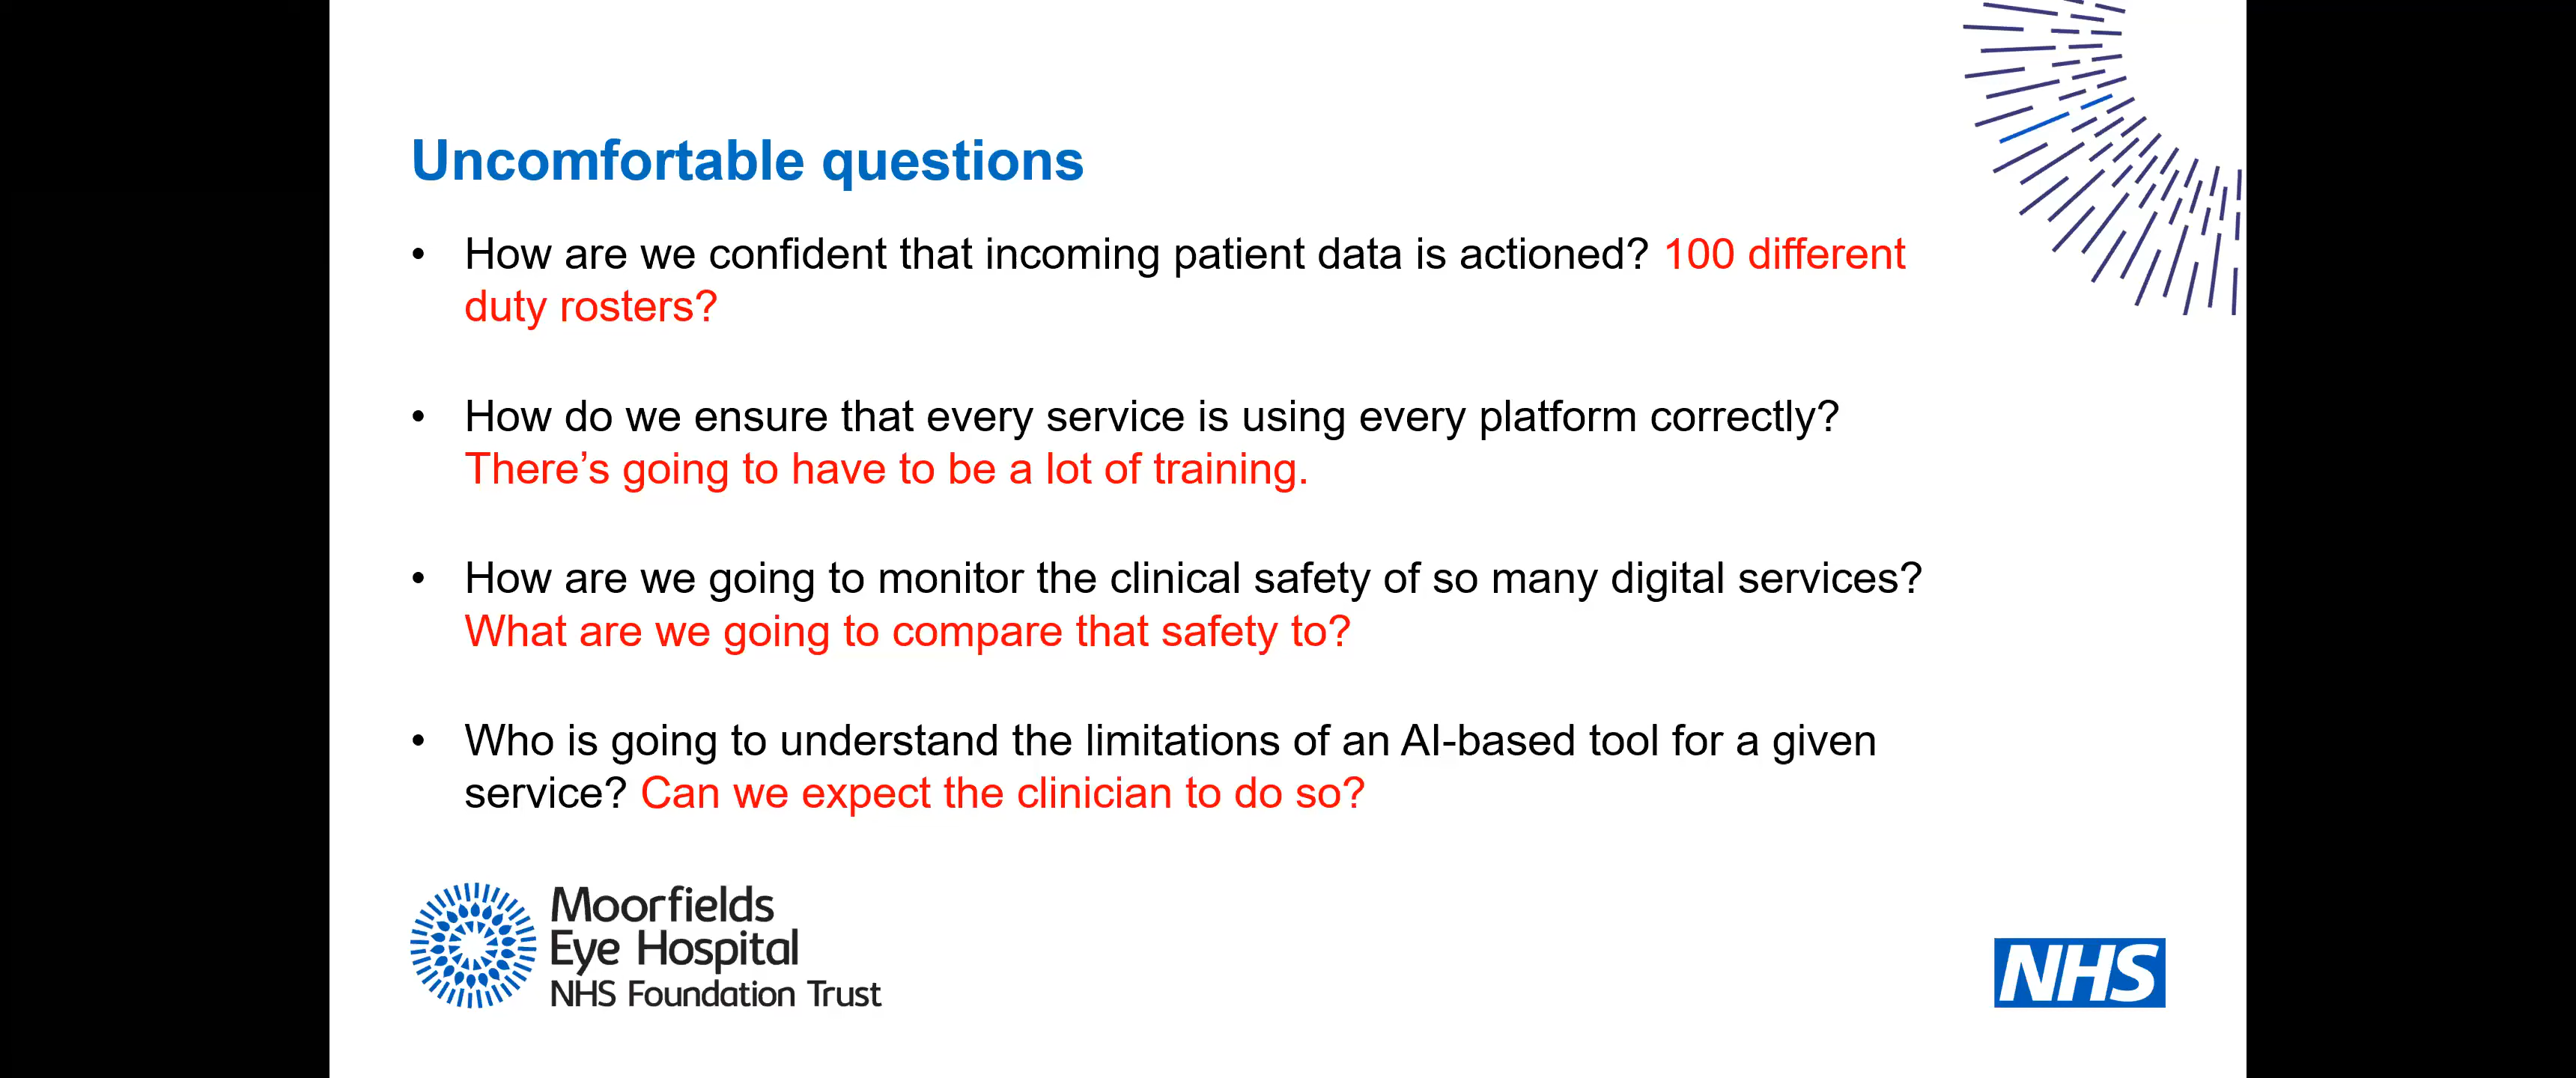 Uncomfortable questions
• How are we confident that incoming patient data is actioned? 100 different
duty rosters?
• How do we ensure that every service is using every platform correctly?
There’s going to have to be a lot of training.
• How are we going to monitor the clinical safety of so many digital services?
What are we going to compare that safety to?
• Who is going to understand the limitations of an AI-based tool for a given
service? Can we expect the clinician to do so?
Moorfields
Eye Hospital
NHS Foundation Trust
NHS